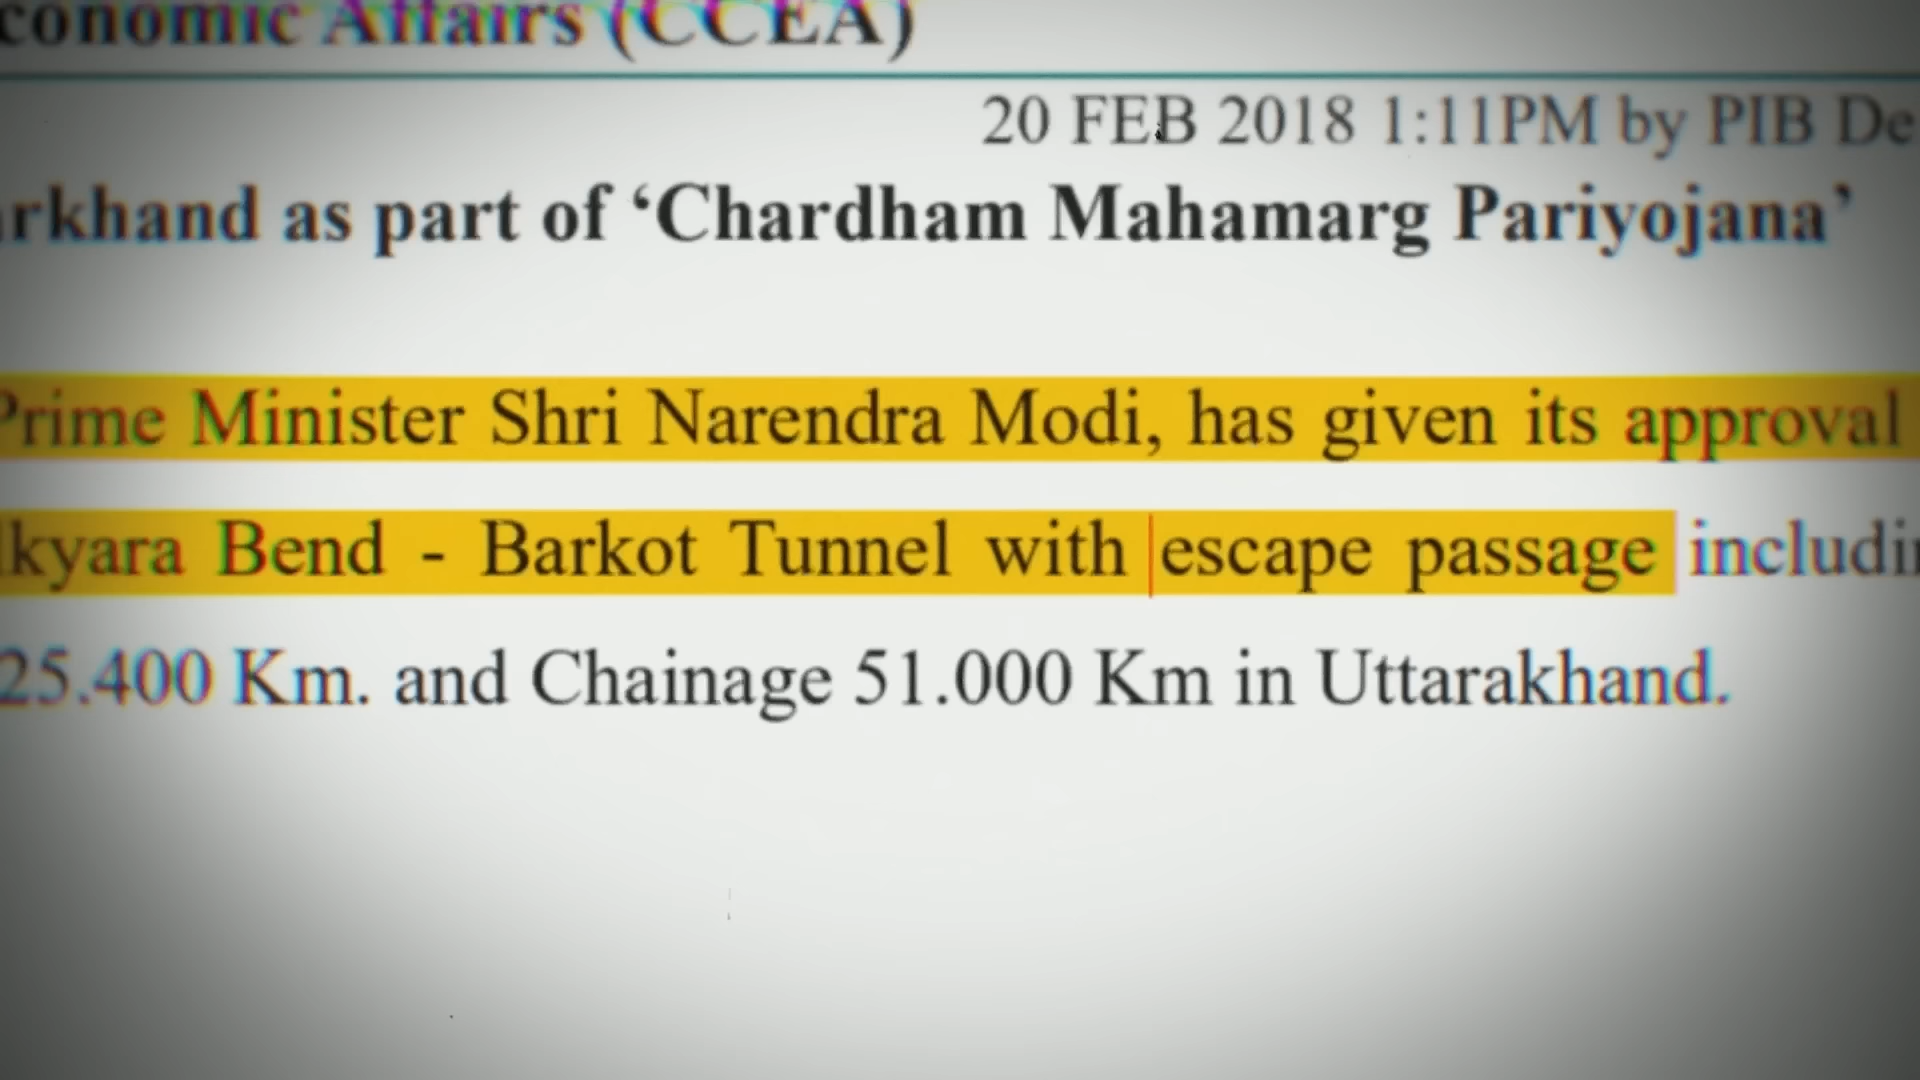 conomic Affairs (CCEA)
20 FEB 2018 1:11PM by PIB De
rkhand as part of ‘Chardham Mahamarg Pariyojana’
Prime Minister Shri Narendra Modi, has given its approval
lkyara Bend - Barkot Tunnel with escape passage includin
25.400 Km. and Chainage 51.000 Km in Uttarakhand.